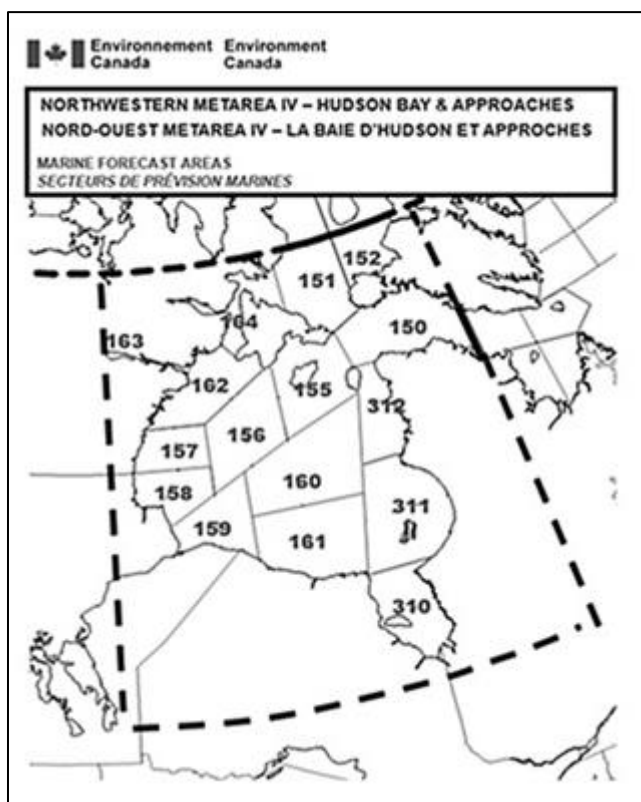 Environnement Environment
Canada Canada
NORTHWESTERN METAREA IV – HUDSON BAY & APPROACHES
NORD-OUEST METAREA IV – LA BAIE D'HUDSON ET APPROCHES
MARINE FORECAST AREAS
SECTEURS DE PRÉVISION MARINES
152
151
164
150
163
162
155
312
156
157
160
158
311
159
161
310